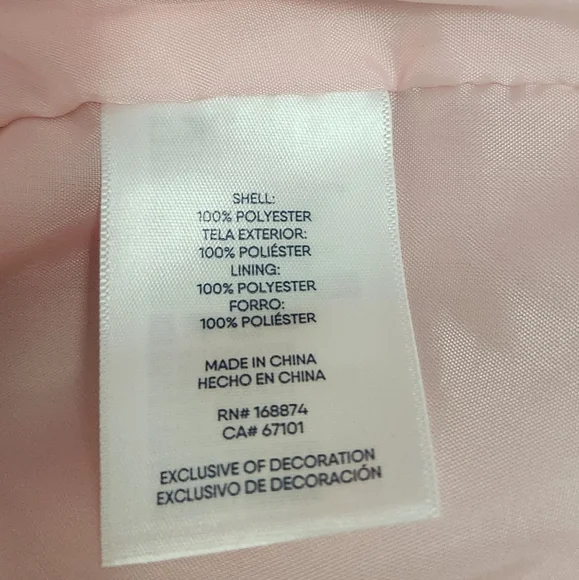 SHELL:
100% POLYESTER
TELA EXTERIOR:
100% POLIÉSTER
LINING:
100% POLYESTER
FORRO:
100% POLIÉSTER
MADE IN CHINA
HECHO EN CHINA
RN# 168874
CA# 67101
EXCLUSIVE OF DECORATION
EXCLUSIVO DE DECORACIÓN